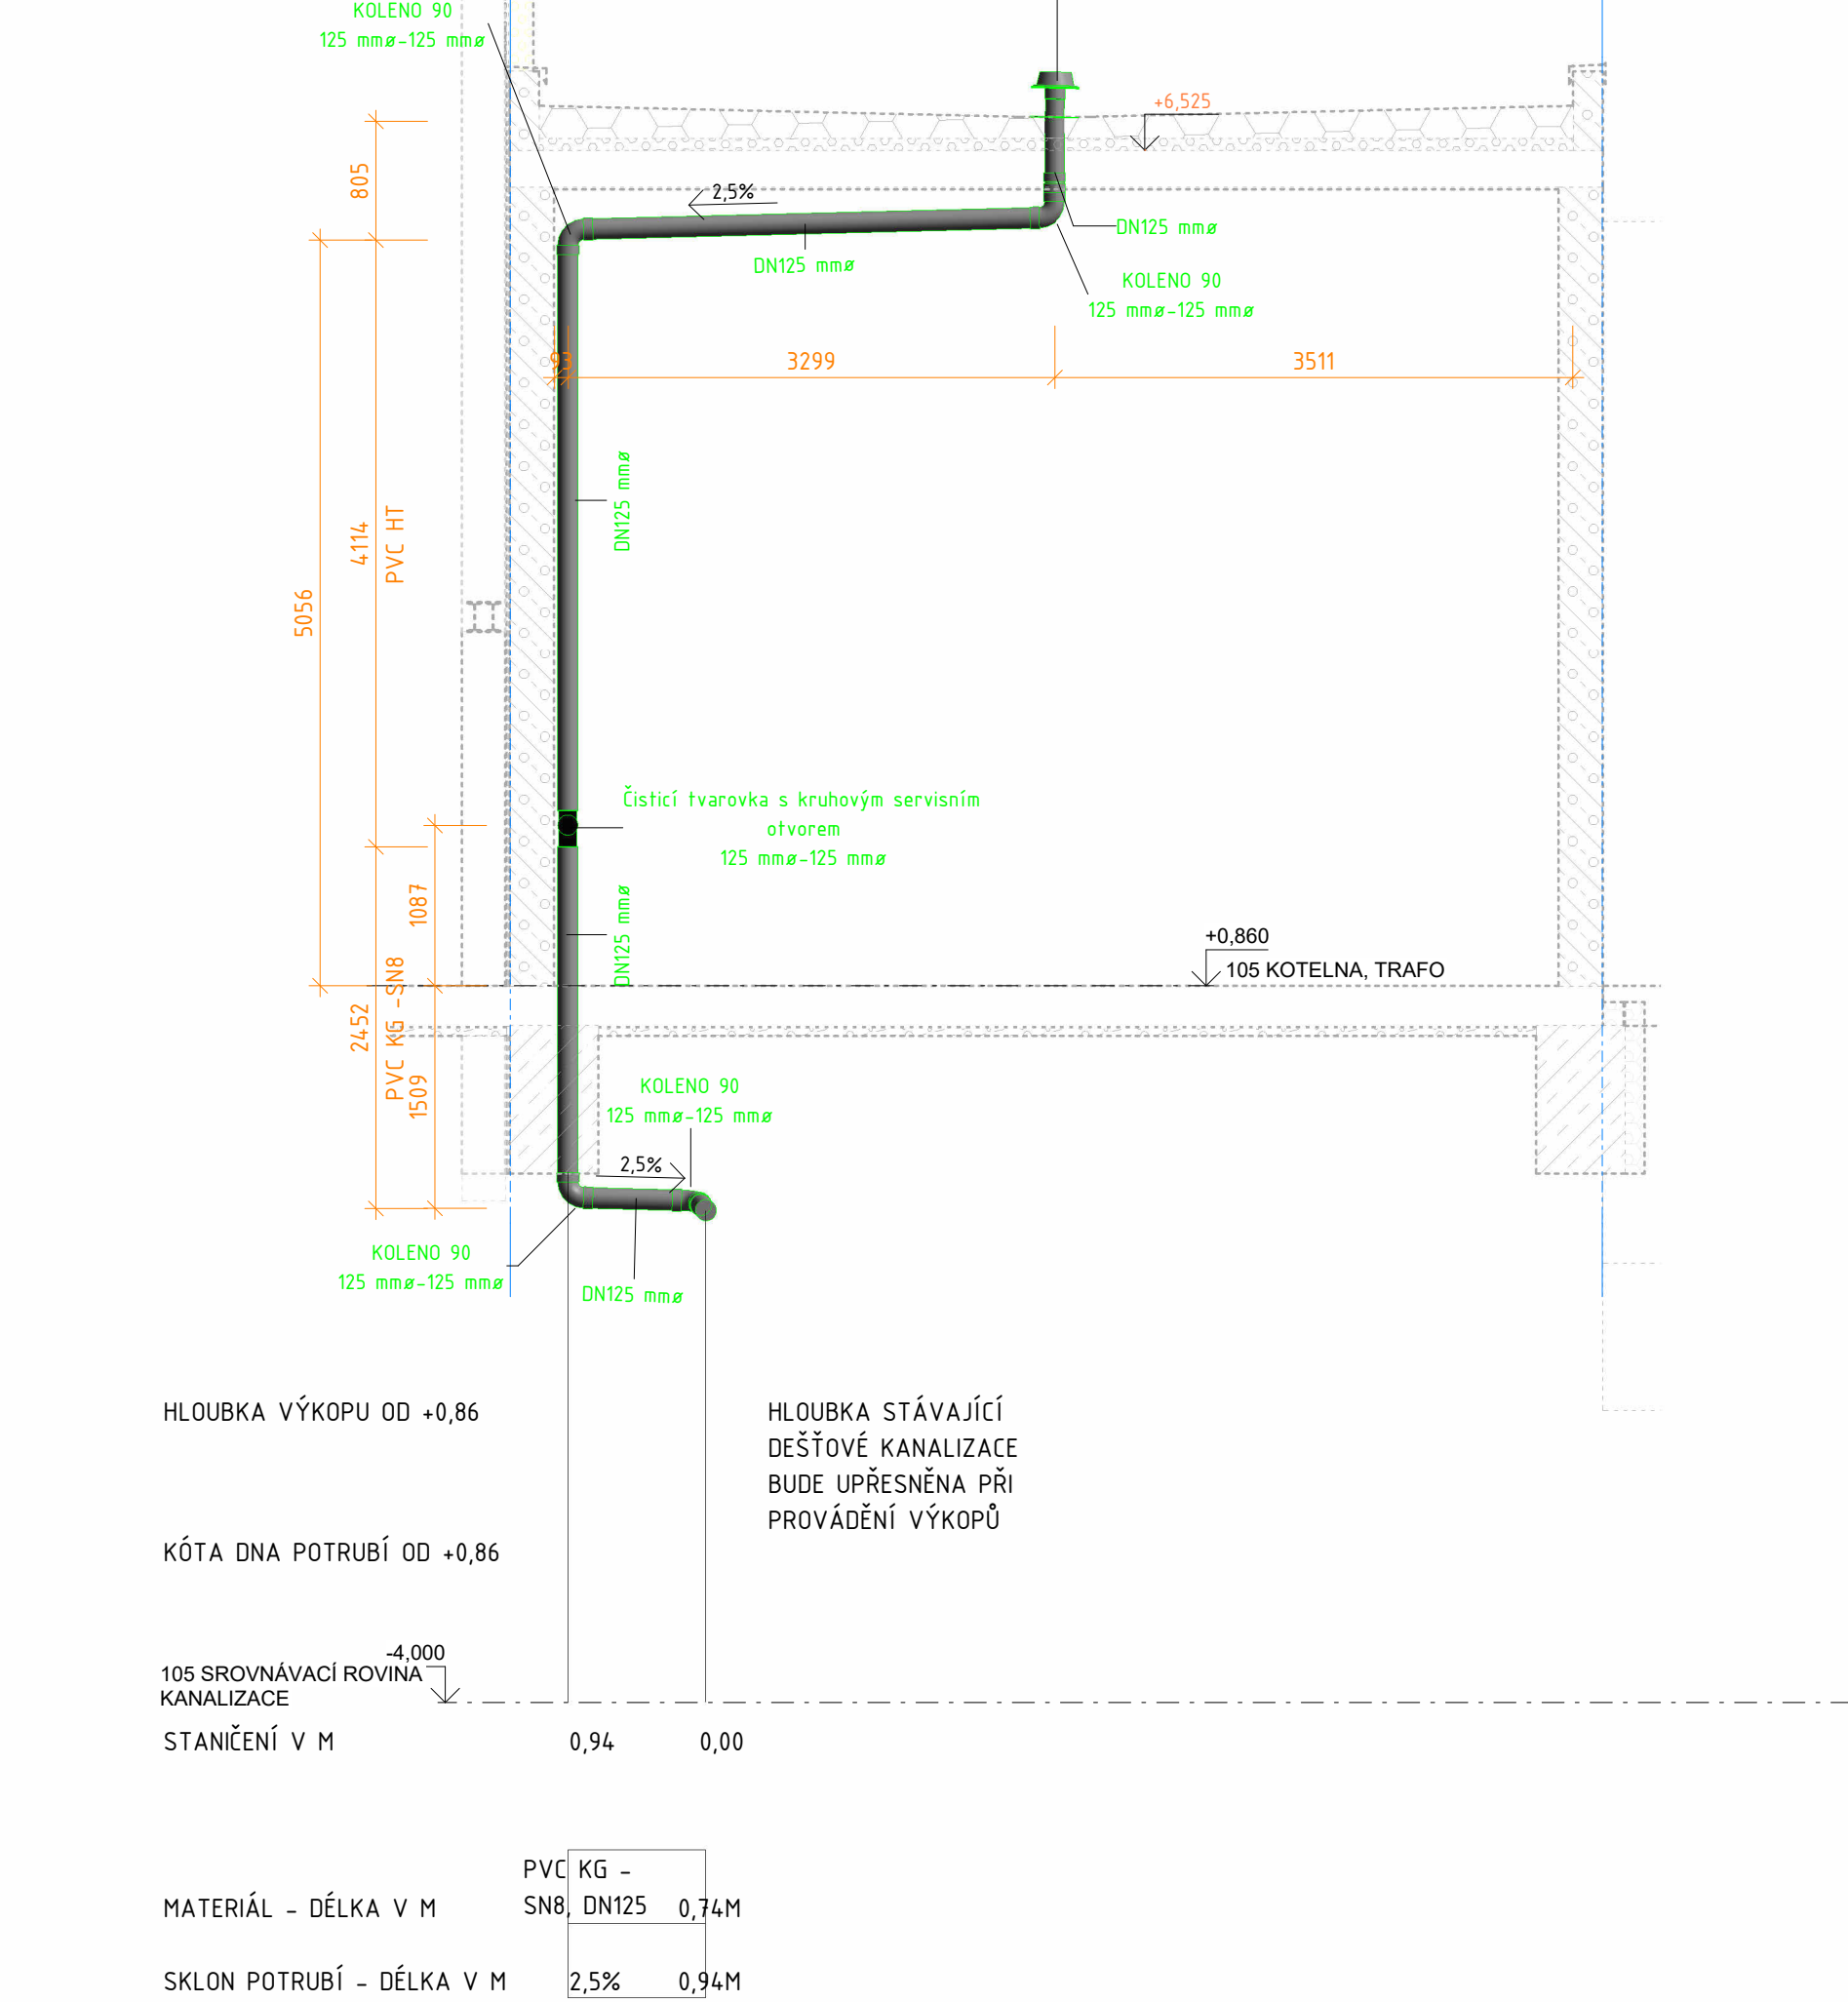 KOLENO 90
125 mmø-125 mmø
+6,525
805
2,5%
DN125 mmø
DN125 mmø
KOLENO 90
125 mmø-125 mmø
93
3299
3511
DN125 mmø
4114
PVC HT
5056
Čisticí tvarovka s kruhovým servisním
otvorem
125 mmø-125 mmø
1087
DN125 mmø
+0,860
105 KOTELNA, TRAFO
2452
PVC KG -SN8
1509
KOLENO 90
125 mmø-125 mmø
2,5%
KOLENO 90
125 mmø-125 mmø
DN125 mmø
HLOUBKA VÝKOPU OD +0,86
HLOUBKA STÁVAJÍCÍ
DEŠŤOVÉ KANALIZACE
BUDE UPŘESNĚNA PŘI
PROVÁDĚNÍ VÝKOPŮ
KÓTA DNA POTRUBÍ OD +0,86
-4,000
105 SROVNÁVACÍ ROVINA
KANALIZACE
STANIČENÍ V M 0,94 0,00
PVC KG -
SN8, DN125
MATERIÁL - DÉLKA V M 0,74M
SKLON POTRUBÍ - DÉLKA V M 2,5% 0,94M